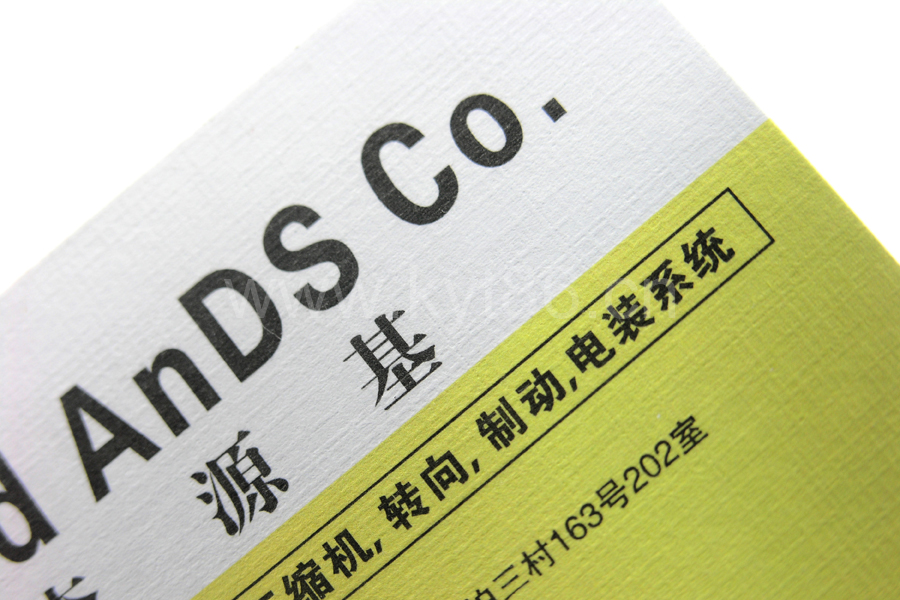 d AnDS Co.
源 基
缩机, 转向, 制动, 电装系统
三村163号202室